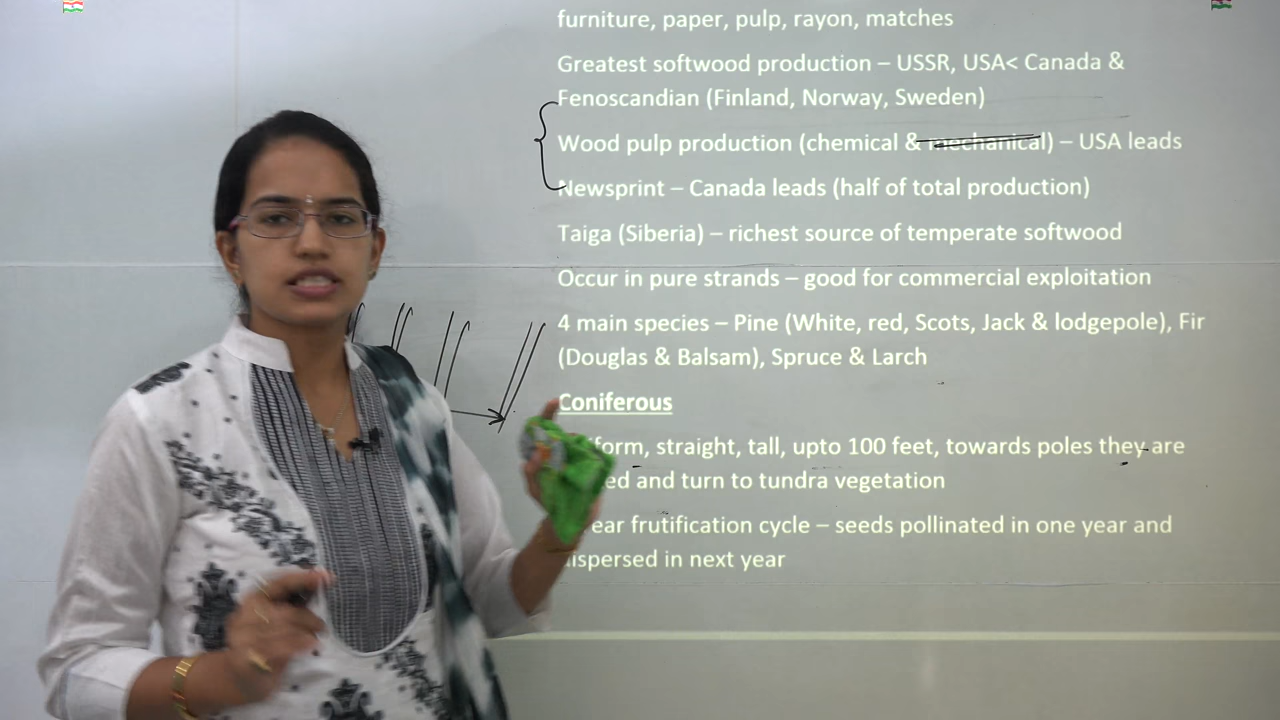 furniture, paper, pulp, rayon, matches
Greatest softwood production – USSR, USA< Canada &
Fenoscandian (Finland, Norway, Sweden)
Wood pulp production (chemical & mechanical) – USA leads
Newsprint – Canada leads (half of total production)
Taiga (Siberia) – richest source of temperate softwood
Occur in pure strands – good for commercial exploitation
4 main species – Pine (White, red, Scots, Jack & lodgepole), Fir
(Douglas & Balsam), Spruce & Larch
Coniferous
straight, tall, upto 100 feet, towards poles they are
and turn to tundra vegetation
frutification cycle – seeds pollinated in one year and
dispersed in next year